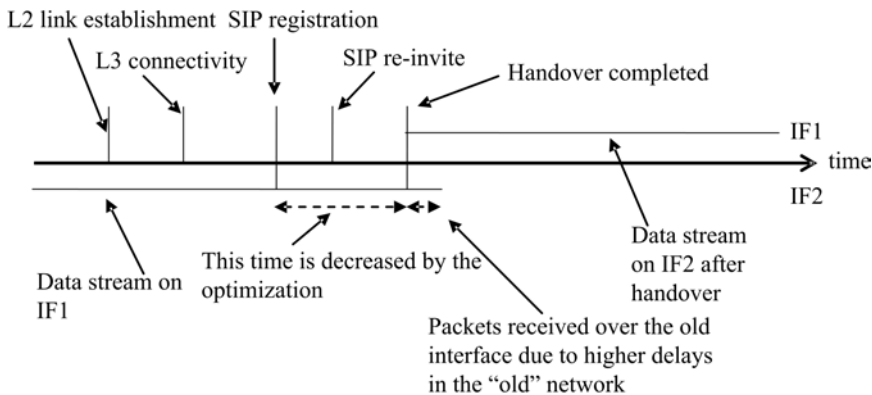 L2 link establishment
SIP registration
L3 connectivity
SIP re-invite
Handover completed
IF1
time
IF2
Data stream on
IF1
This time is decreased by the
optimization
Data stream
on IF2 after
handover
Packets received over the old
interface due to higher delays
in the “old” network